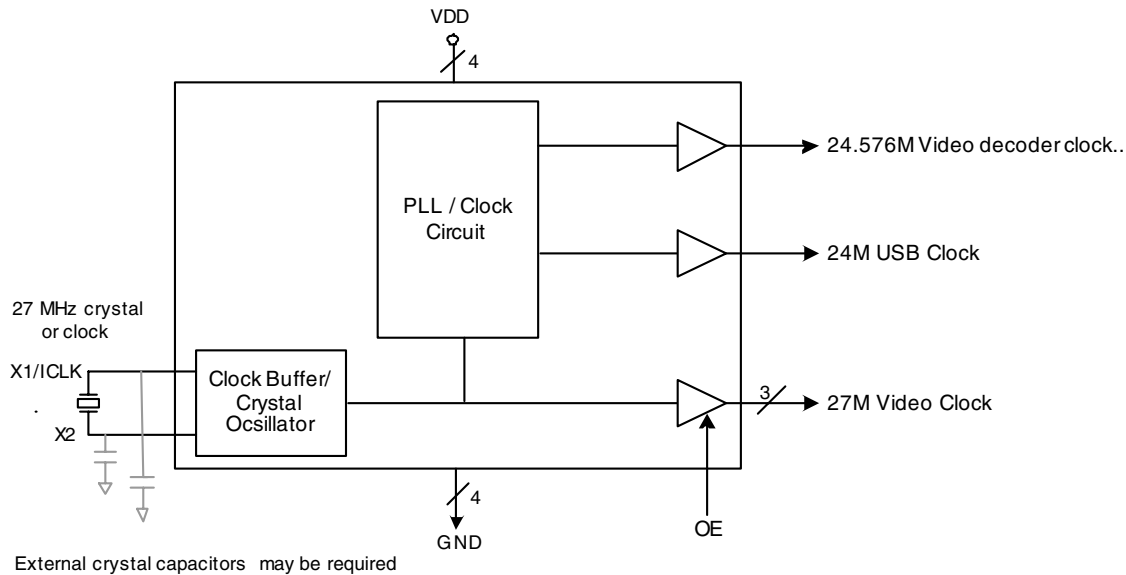 VDD
4
24.576M Video decoder clock..
PLL / Clock
Circuit
24M USB Clock
27 MHz crystal
or clock
X1/ICLK
Clock Buffer/
Crystal
Ocsillator
3
27M Video Clock
.
X2
4
GND
OE
External crystal capacitors may be required